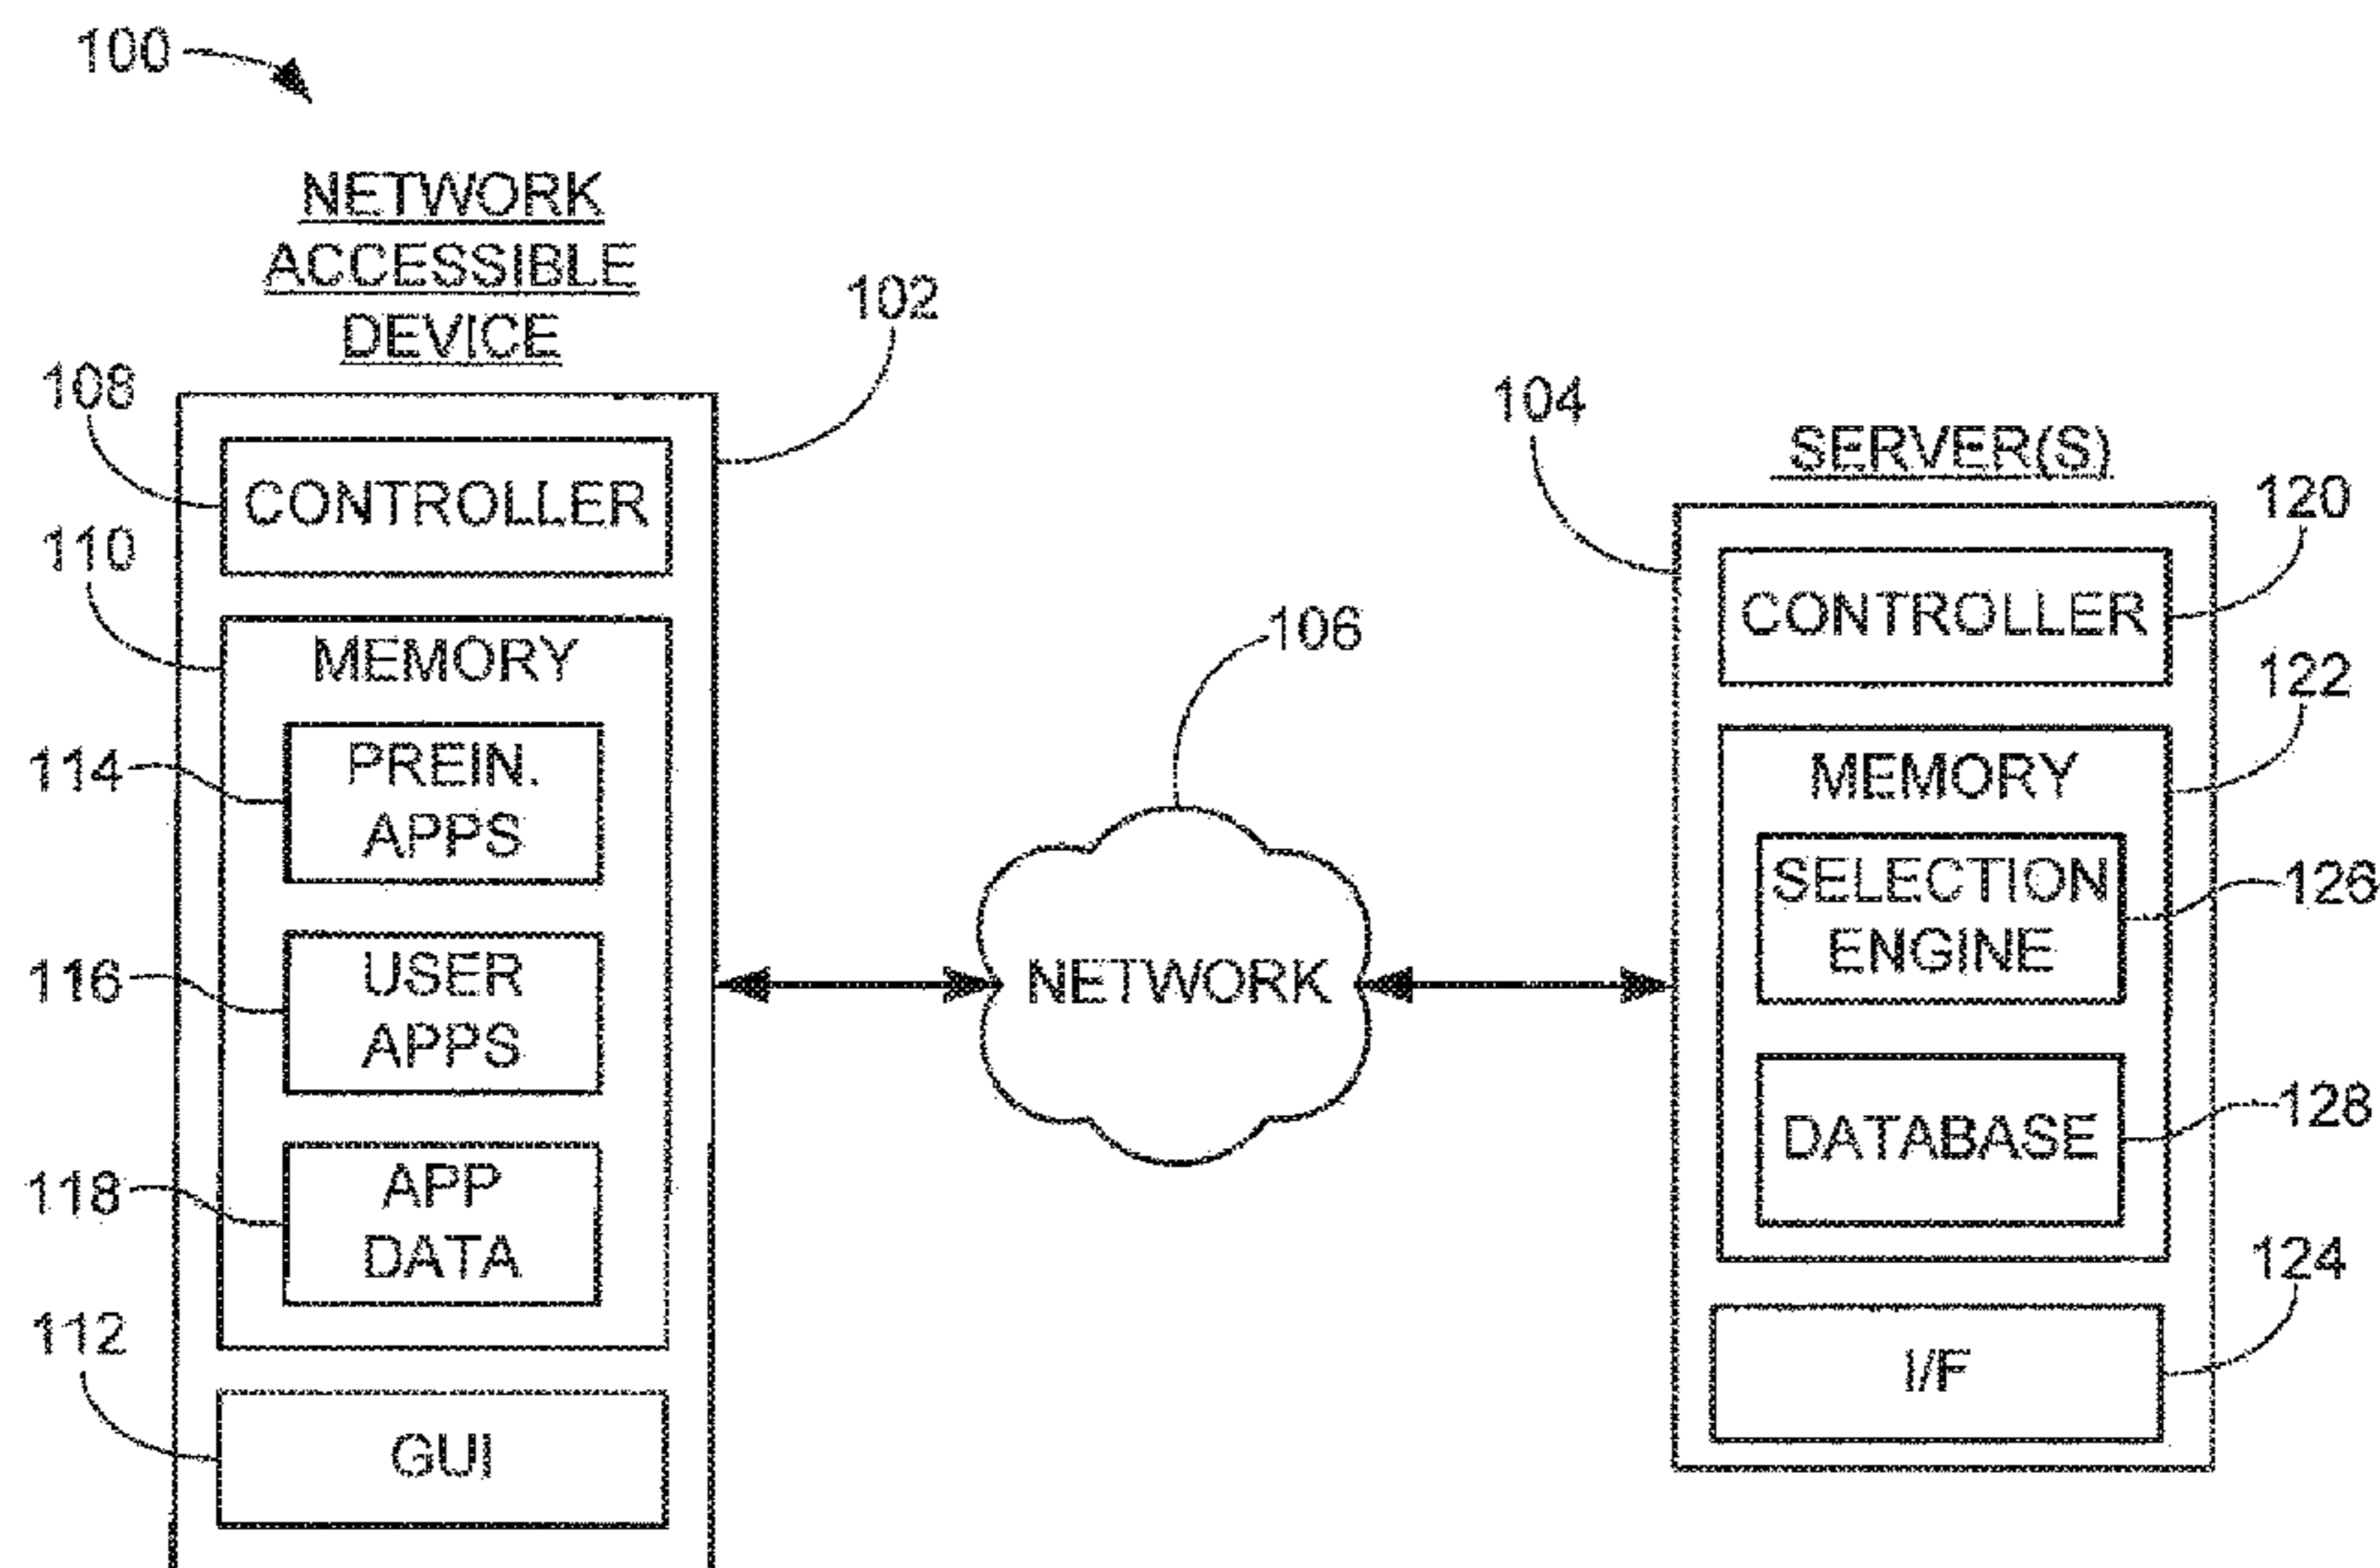 100
NETWORK
ACCESSIBLE
DEVICE
102
108
CONTROLLER
110
MEMORY
114
PREIN.
APPS
116
USER
APPS
118
APP
DATA
112
GUI
106
NETWORK
104
SERVER(S)
120
CONTROLLER
122
MEMORY
SELECTION
ENGINE
126
DATABASE
128
124
I/F